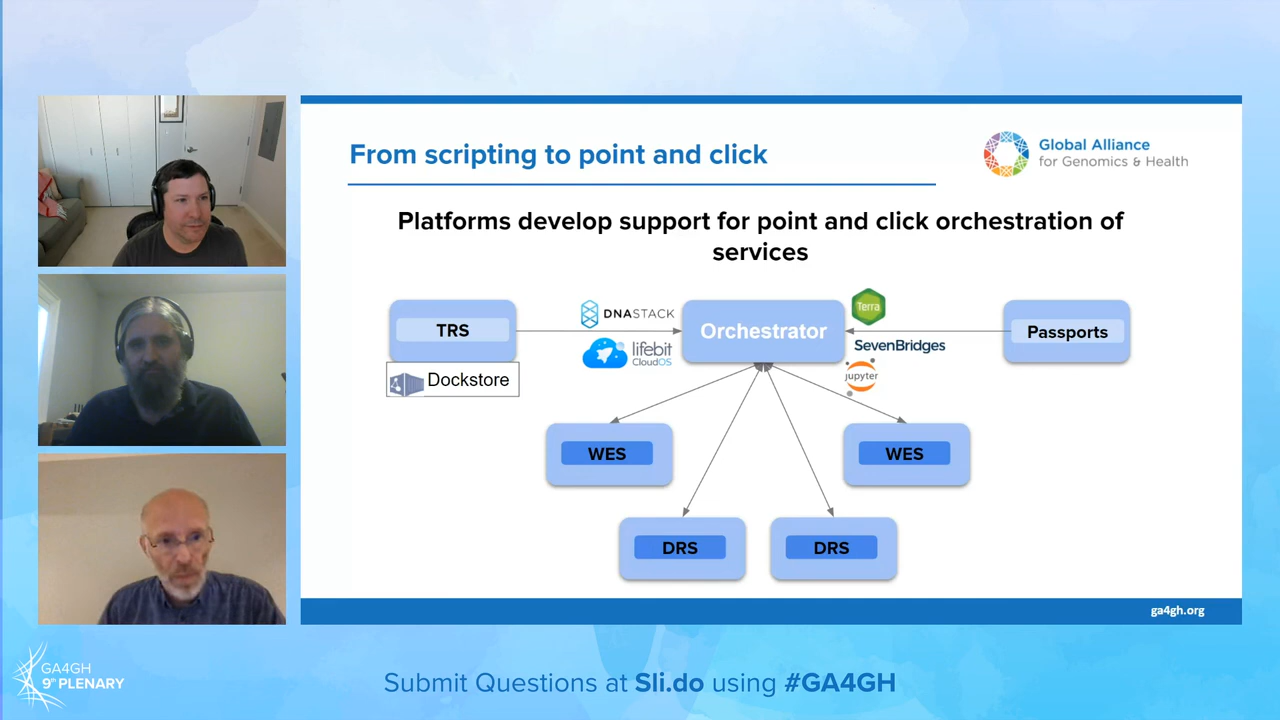 From scripting to point and click
Global Alliance
for Genomics & Health
Platforms develop support for point and click orchestration of
services
TRS
Dockstore
DNASTACK
lifebit
CloudOS
Orchestrator
Terra
SevenBridges
jupyter
Passports
WES
WES
DRS
DRS
ga4gh.org
GA4GH
9th PLENARY
Submit Questions at Sli.do using #GA4GH